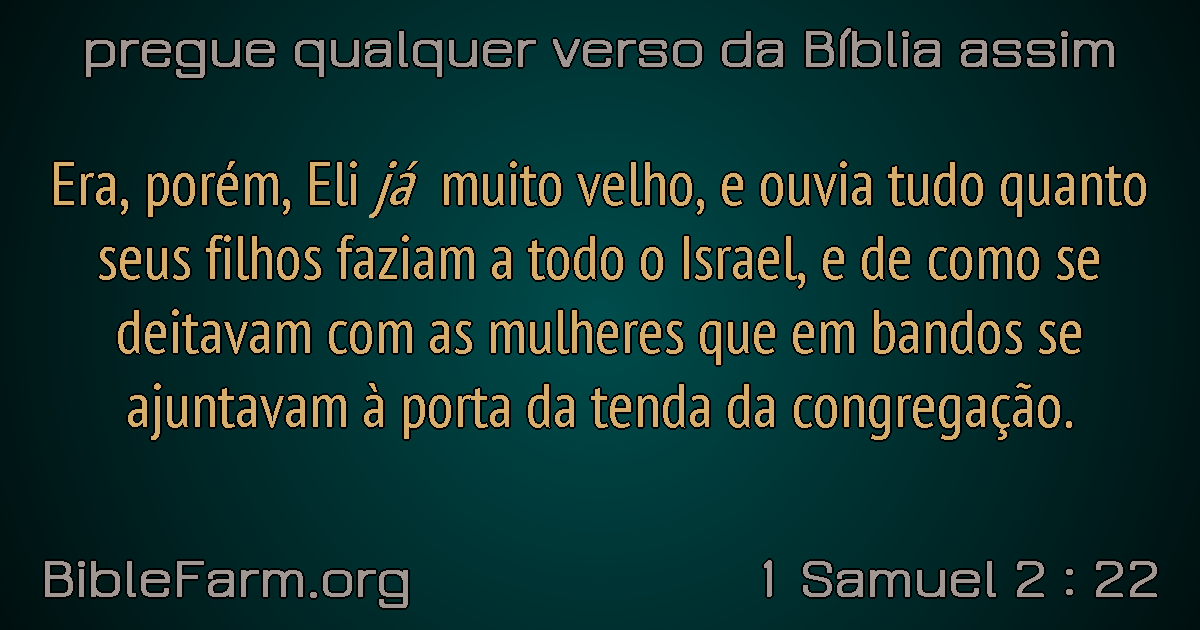 pregue qualquer verso da Bíblia assim
Era, porém, Eli já muito velho, e ouvia tudo quanto
seus filhos faziam a todo o Israel, e de como se
deitavam com as mulheres que em bandos se
ajuntavam à porta da tenda da congregação.
BibleFarm.org
1 Samuel 2 : 22